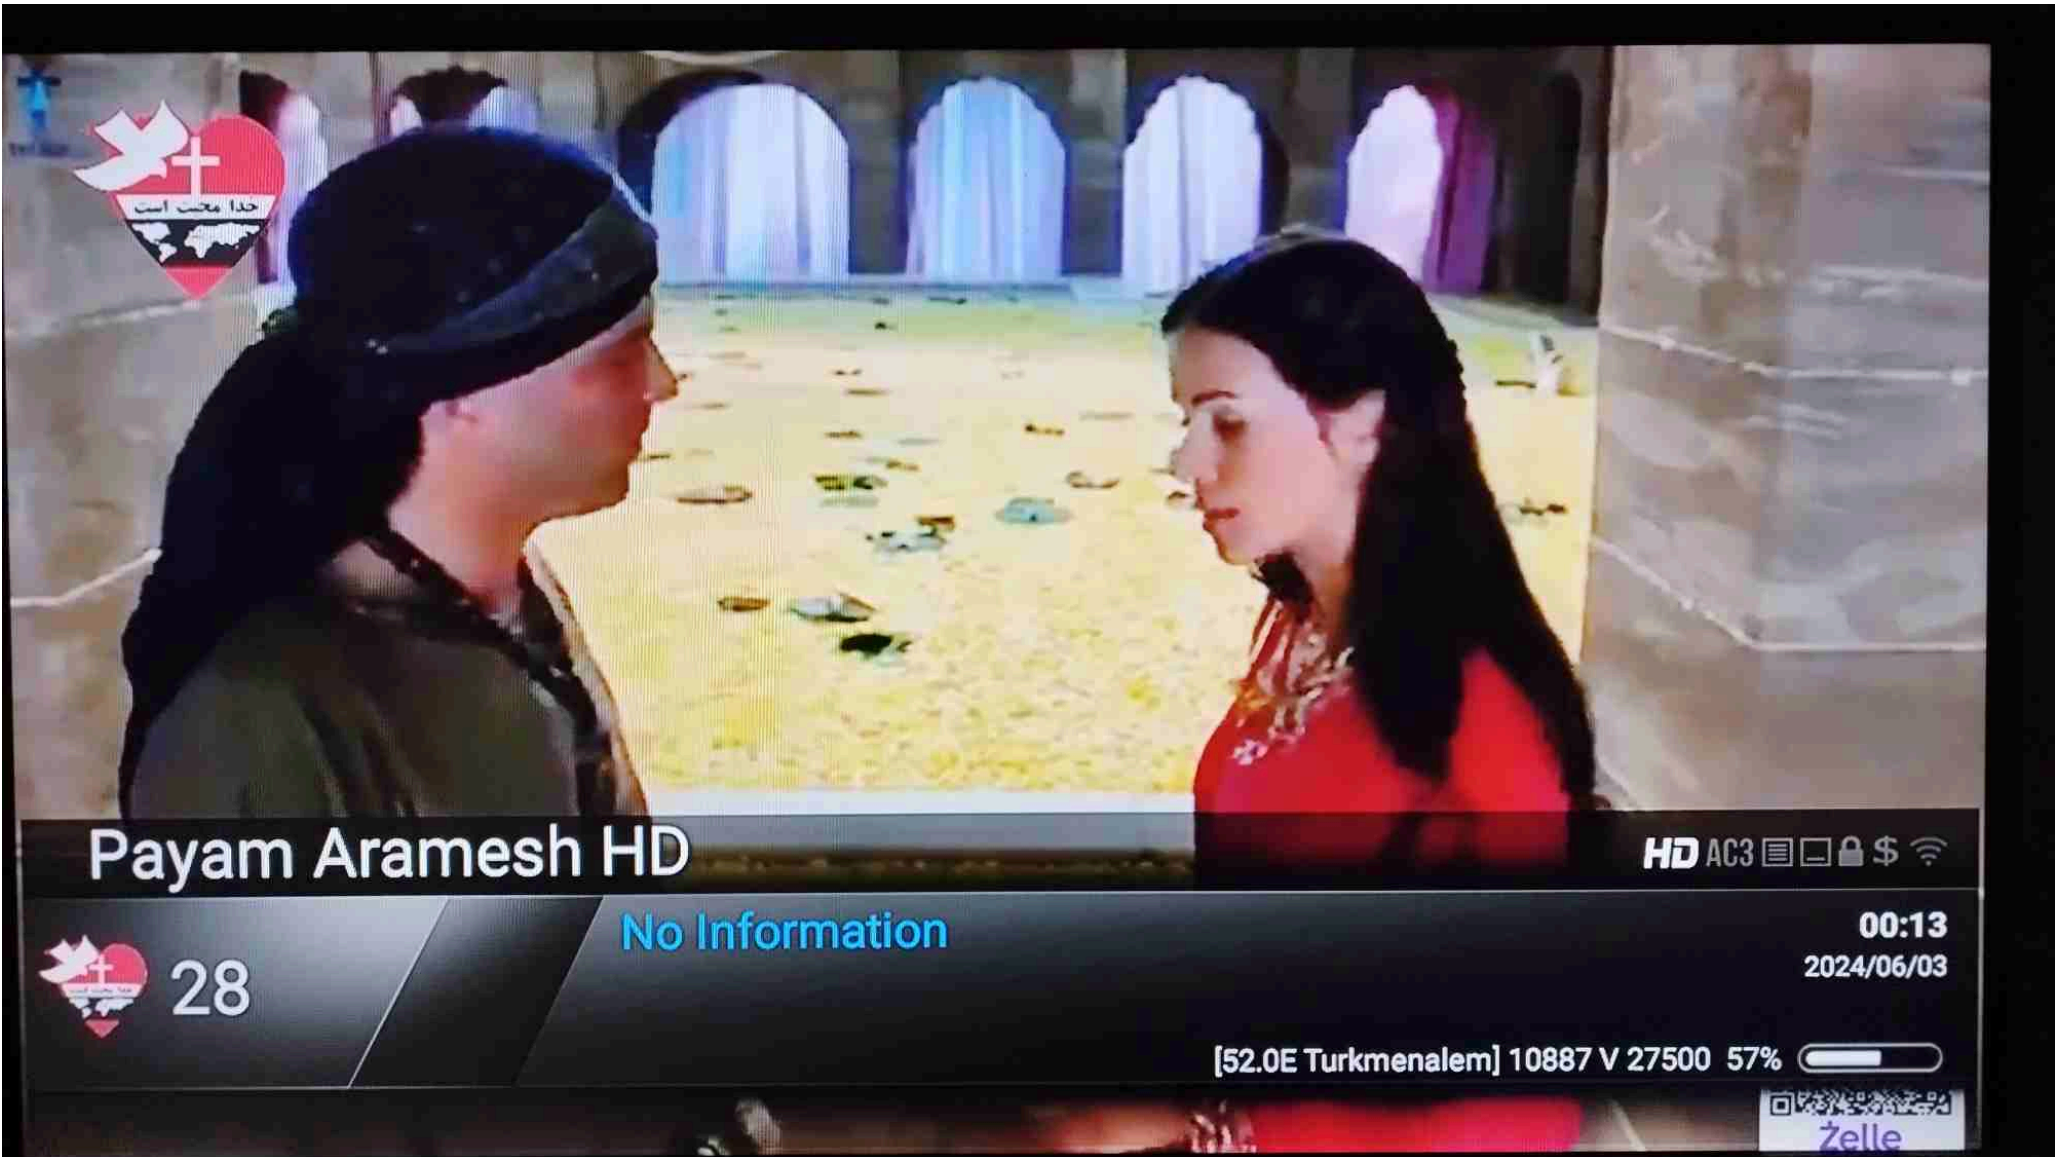 خدا محبت است
Payam Aramesh HD
HD AC3 $
28
No Information
00:13
2024/06/03
[52.0E Turkmenalem] 10887 V 27500 57%
Żelle